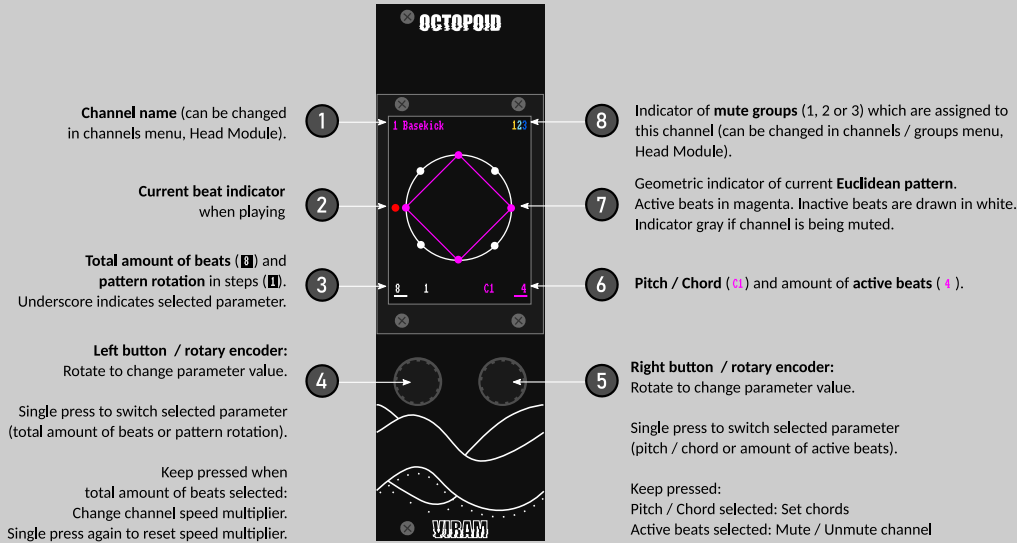 OCTOPOID
Channel name (can be changed
in channels menu, Head Module).
1
1 Basekick
123
8
Indicator of mute groups (1, 2 or 3) which are assigned to
this channel (can be changed in channels / groups menu,
Head Module).
Current beat indicator
when playing
2
7
Geometric indicator of current Euclidean pattern.
Active beats in magenta. Inactive beats are drawn in white.
Indicator gray if channel is being muted.
Total amount of beats (8) and
pattern rotation in steps (1).
Underscore indicates selected parameter.
3
8 1 C1 4
6
Pitch / Chord (C1) and amount of active beats ( 4 ).
Left button / rotary encoder:
Rotate to change parameter value.
Single press to switch selected parameter
(total amount of beats or pattern rotation).
Keep pressed when
total amount of beats selected:
Change channel speed multiplier.
Single press again to reset speed multiplier.
4
5
Right button / rotary encoder:
Rotate to change parameter value.
Single press to switch selected parameter
(pitch / chord or amount of active beats).
Keep pressed:
Pitch / Chord selected: Set chords
Active beats selected: Mute / Unmute channel
VIRAM